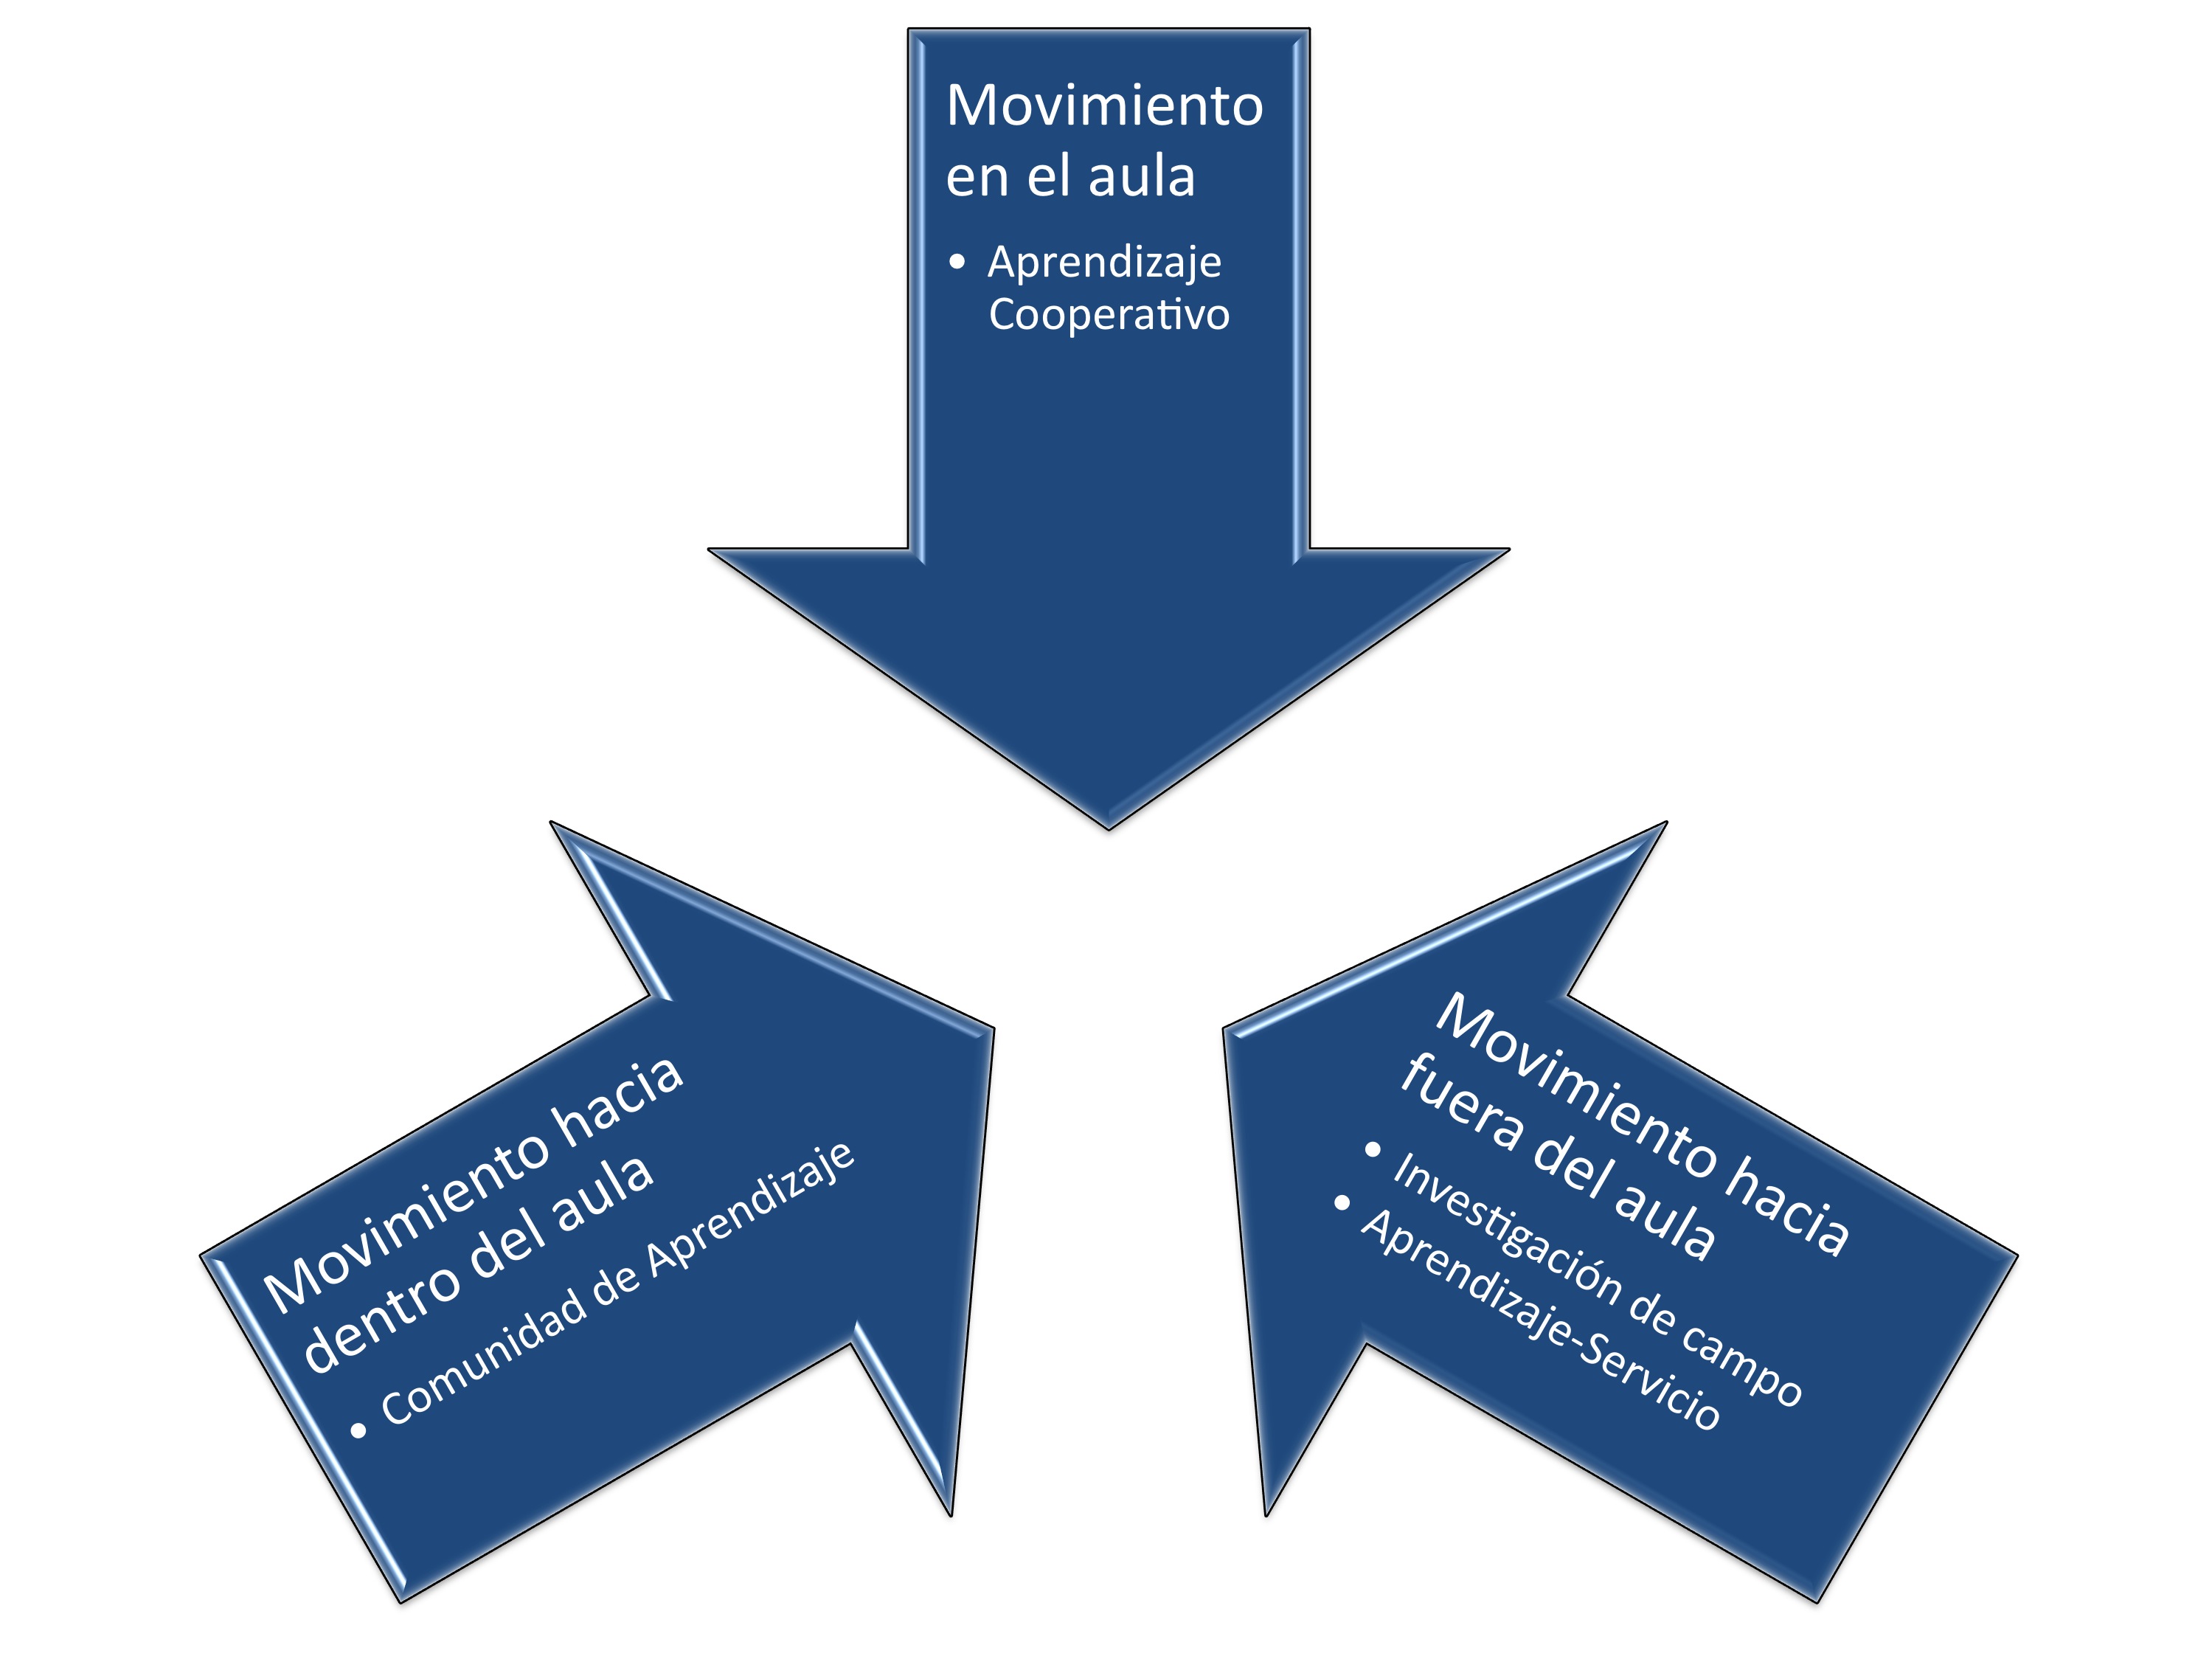 Movimiento
en el aula
• Aprendizaje
Cooperativo
Movimiento hacia
fuera del aula
• Investigación de campo
• Aprendizaje-Servicio
Movimiento hacia
dentro del aula
• Comunidad de Aprendizaje